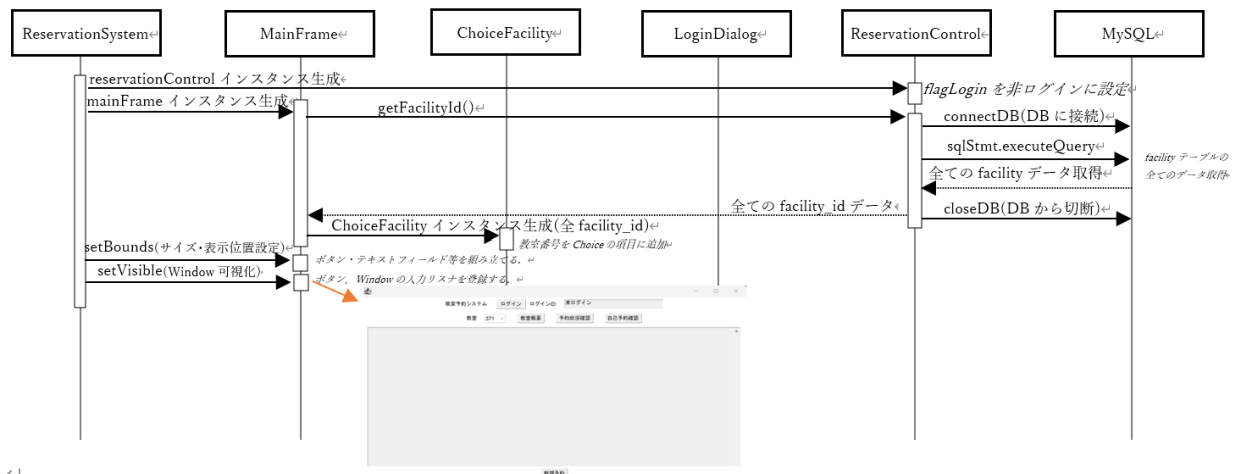 ReservationSystem↵
MainFrame↵
ChoiceFacility↵
LoginDialog↵
ReservationControl↵
MySQL↵
reservationControl インスタンス生成↵
flagLogin を非ログインに設定↵
mainFrame インスタンス生成↵
getFacilityId()↵
connectDB(DB に接続)↵
sqlStmt.executeQuery↵
facility テーブルの
全てのデータ取得↵
全ての facility データ取得↵
全ての facility_id データ↵
closeDB(DB から切断)↵
ChoiceFacility インスタンス生成(全 facility_id)↵
教室番号を Choice の項目に追加↵
setBounds(サイズ・表示位置設定)↵
ボタン・テキストフィールド等を組み立てる．↵
setVisible(Window 可視化)↵
ボタン，Window の入力リスナを登録する．↵
教室予約システム ログイン ログインID: 未ログイン
教室 371 教室概要 予約状況確認 自己予約確認
新規予約